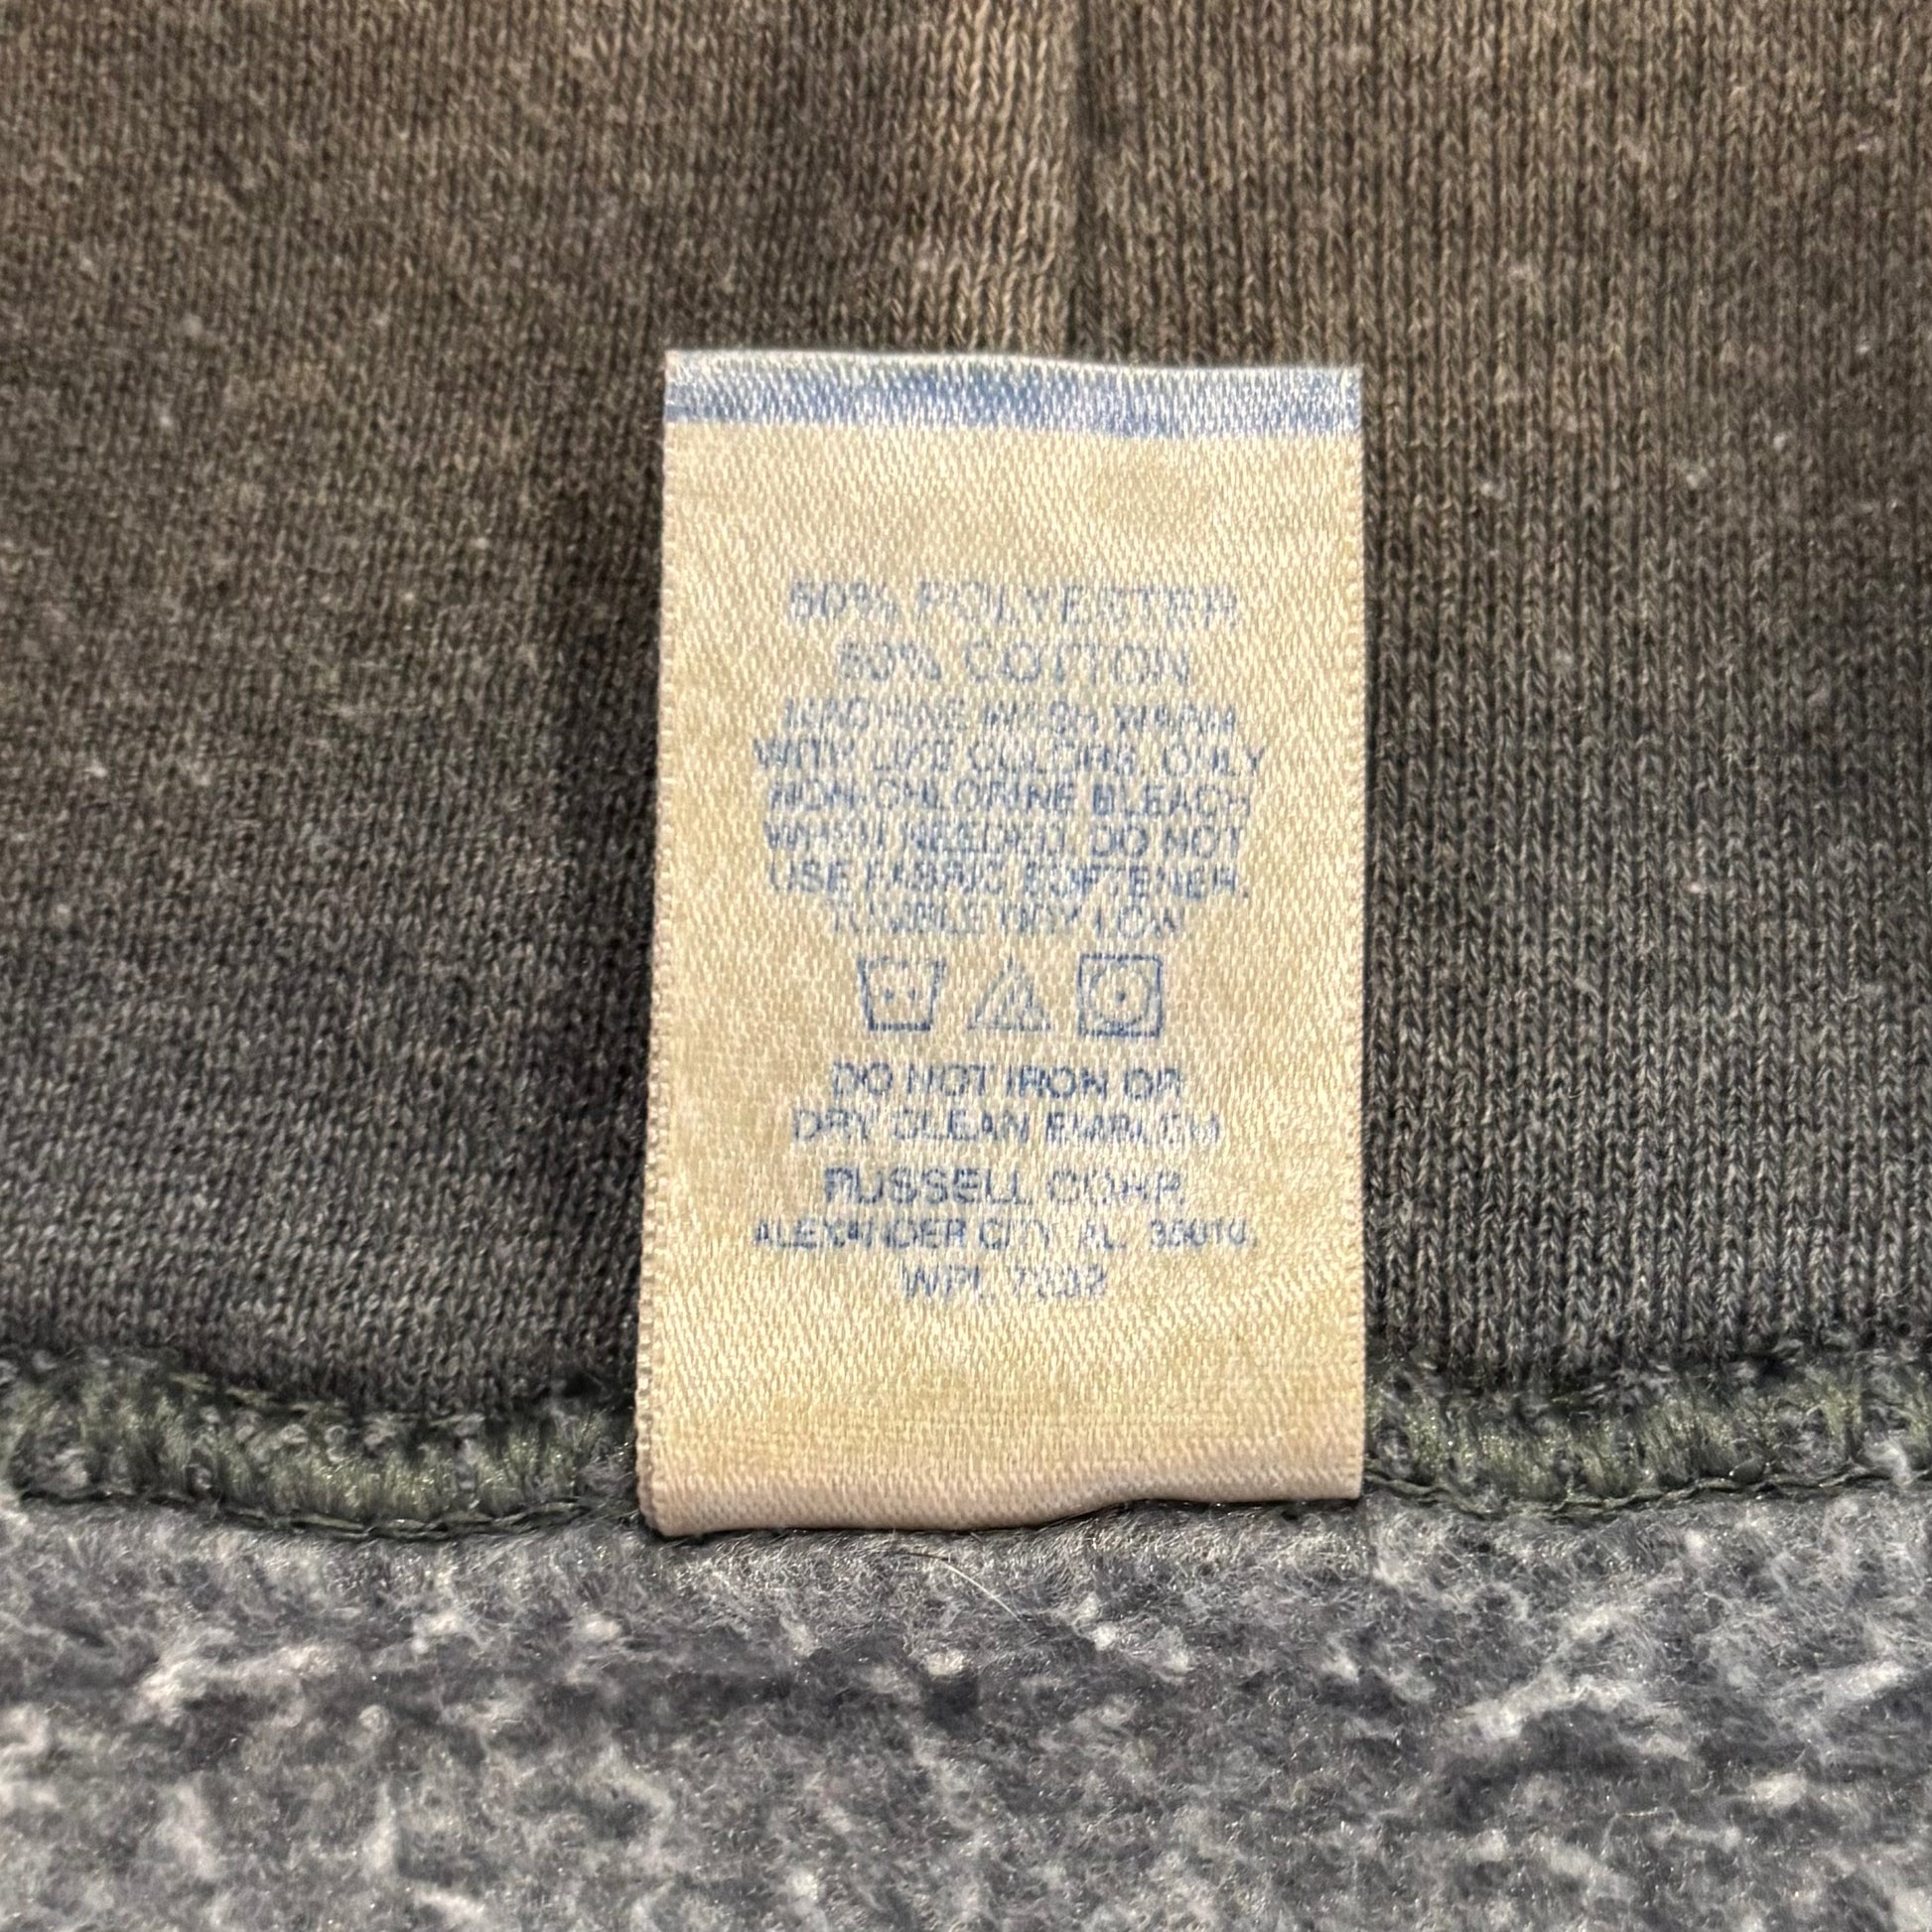 50% POLYESTER
50% COTTON
MACHINE WASH WARM
WITH LIKE COLORS. ONLY
NON-CHLORINE BLEACH
WHEN NEEDED. DO NOT
USE FABRIC SOFTENER.
TUMBLE DRY LOW.
DO NOT IRON OR
DRY CLEAN EMBLEM
RUSSELL CORP.
ALEXANDER CITY, AL. 35010.
WPL